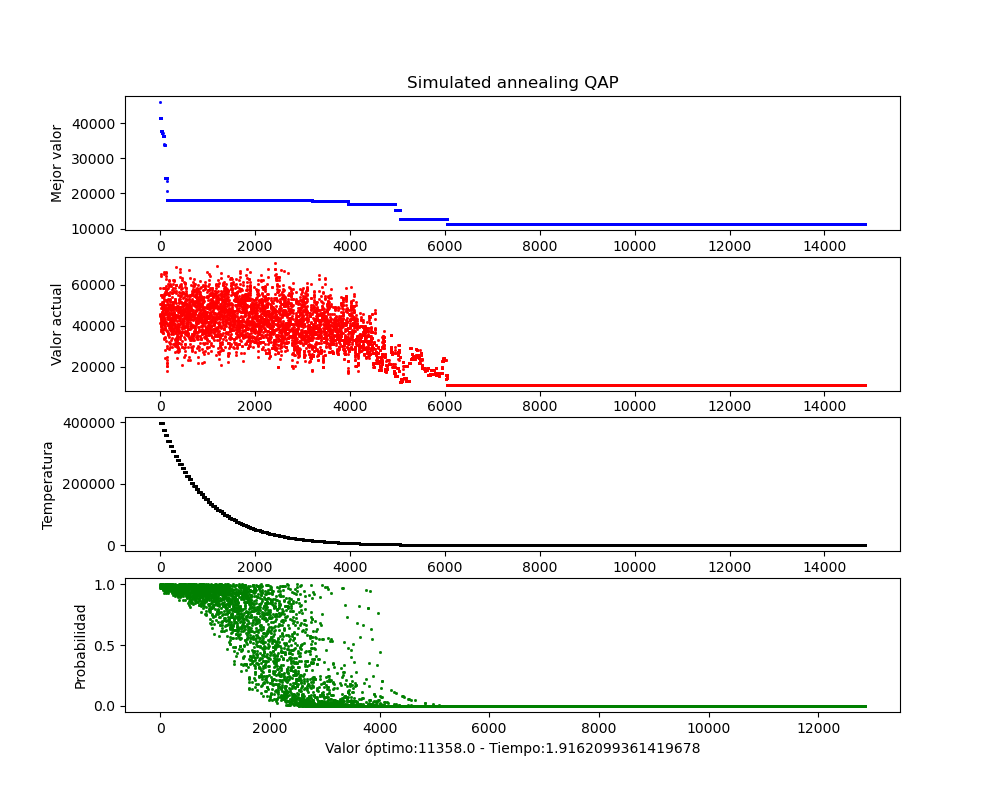 Simulated annealing QAP
Mejor valor
40000
30000
20000
10000
0 2000 4000 6000 8000 10000 12000 14000
Valor actual
60000
40000
20000
0 2000 4000 6000 8000 10000 12000 14000
Temperatura
400000
200000
0
0 2000 4000 6000 8000 10000 12000 14000
Probabilidad
1.0
0.5
0.0
0 2000 4000 6000 8000 10000 12000
Valor óptimo:11358.0 - Tiempo:1.9162099361419678